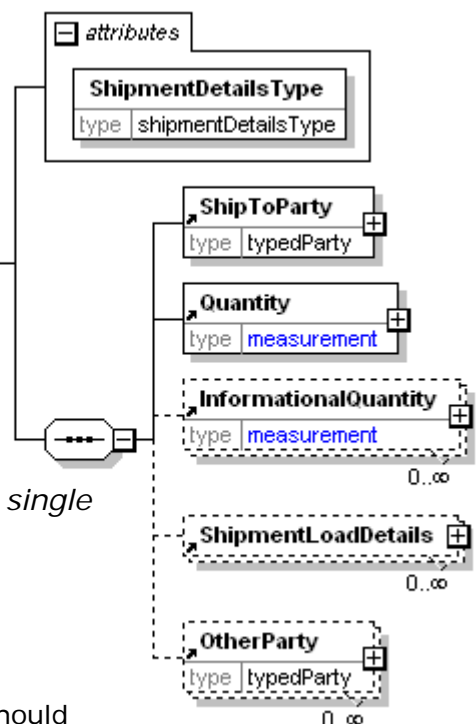 attributes
ShipmentDetailsType
type shipmentDetailsType
ShipToParty
type typedParty
Quantity
type measurement
InformationalQuantity
type measurement
0..∞
single
ShipmentLoadDetails
0..∞
OtherParty
type typedParty
0..∞